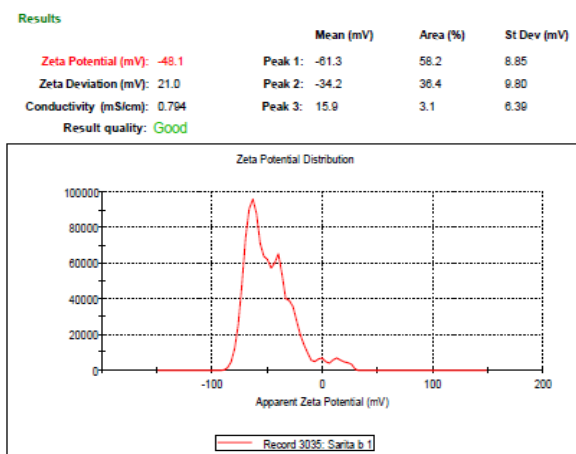 Results
Mean (mV) Area (%) St Dev (mV)
Zeta Potential (mV): -48.1 Peak 1: -61.3 58.2 8.85
Zeta Deviation (mV): 21.0 Peak 2: -34.2 36.4 9.80
Conductivity (mS/cm): 0.794 Peak 3: 15.9 3.1 6.39
Result quality: Good
Zeta Potential Distribution
100000
80000
60000
40000
20000
0
-100 0 100 200
Apparent Zeta Potential (mV)
Record 3035: Sarita b 1